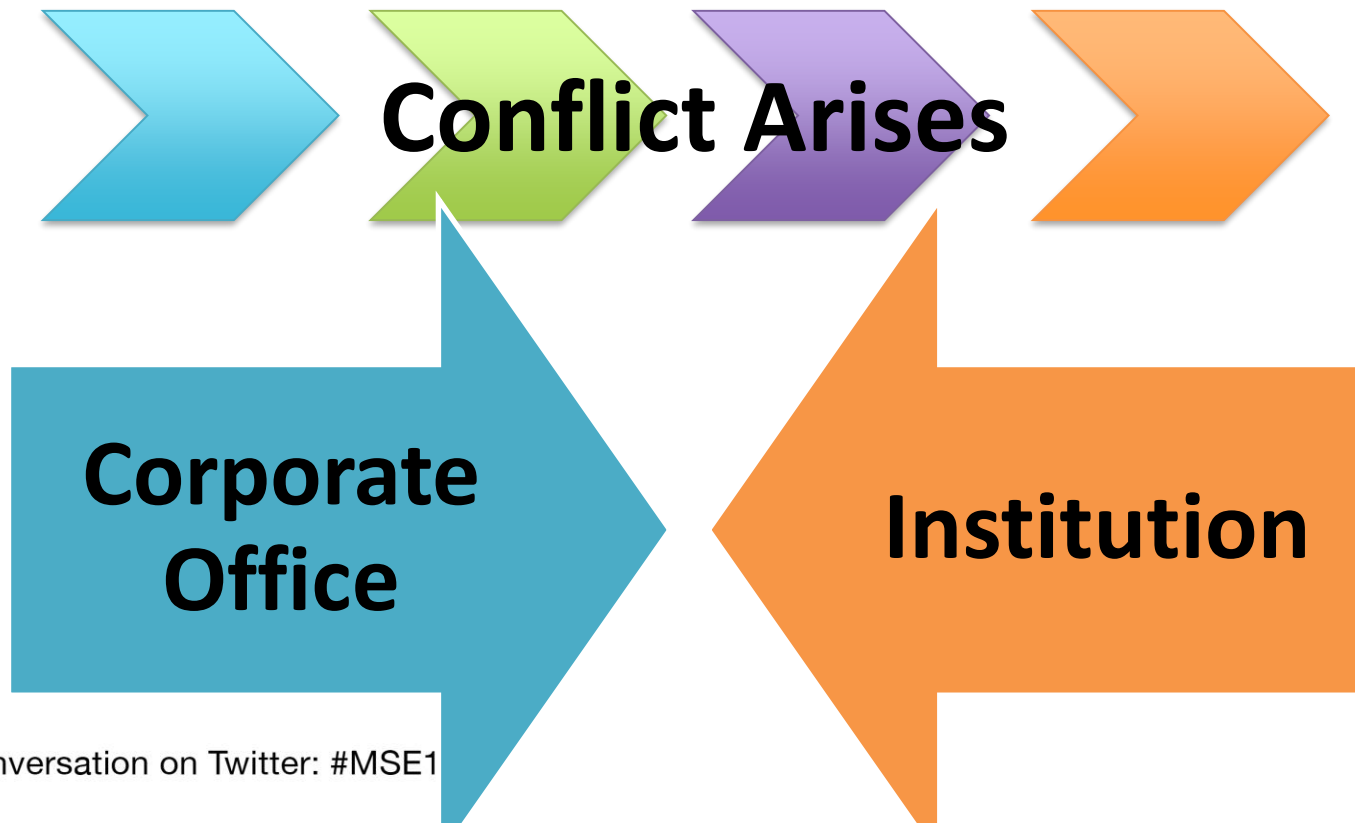 Conflict Arises
Corporate
Office
Institution
nversation on Twitter: #MSE1